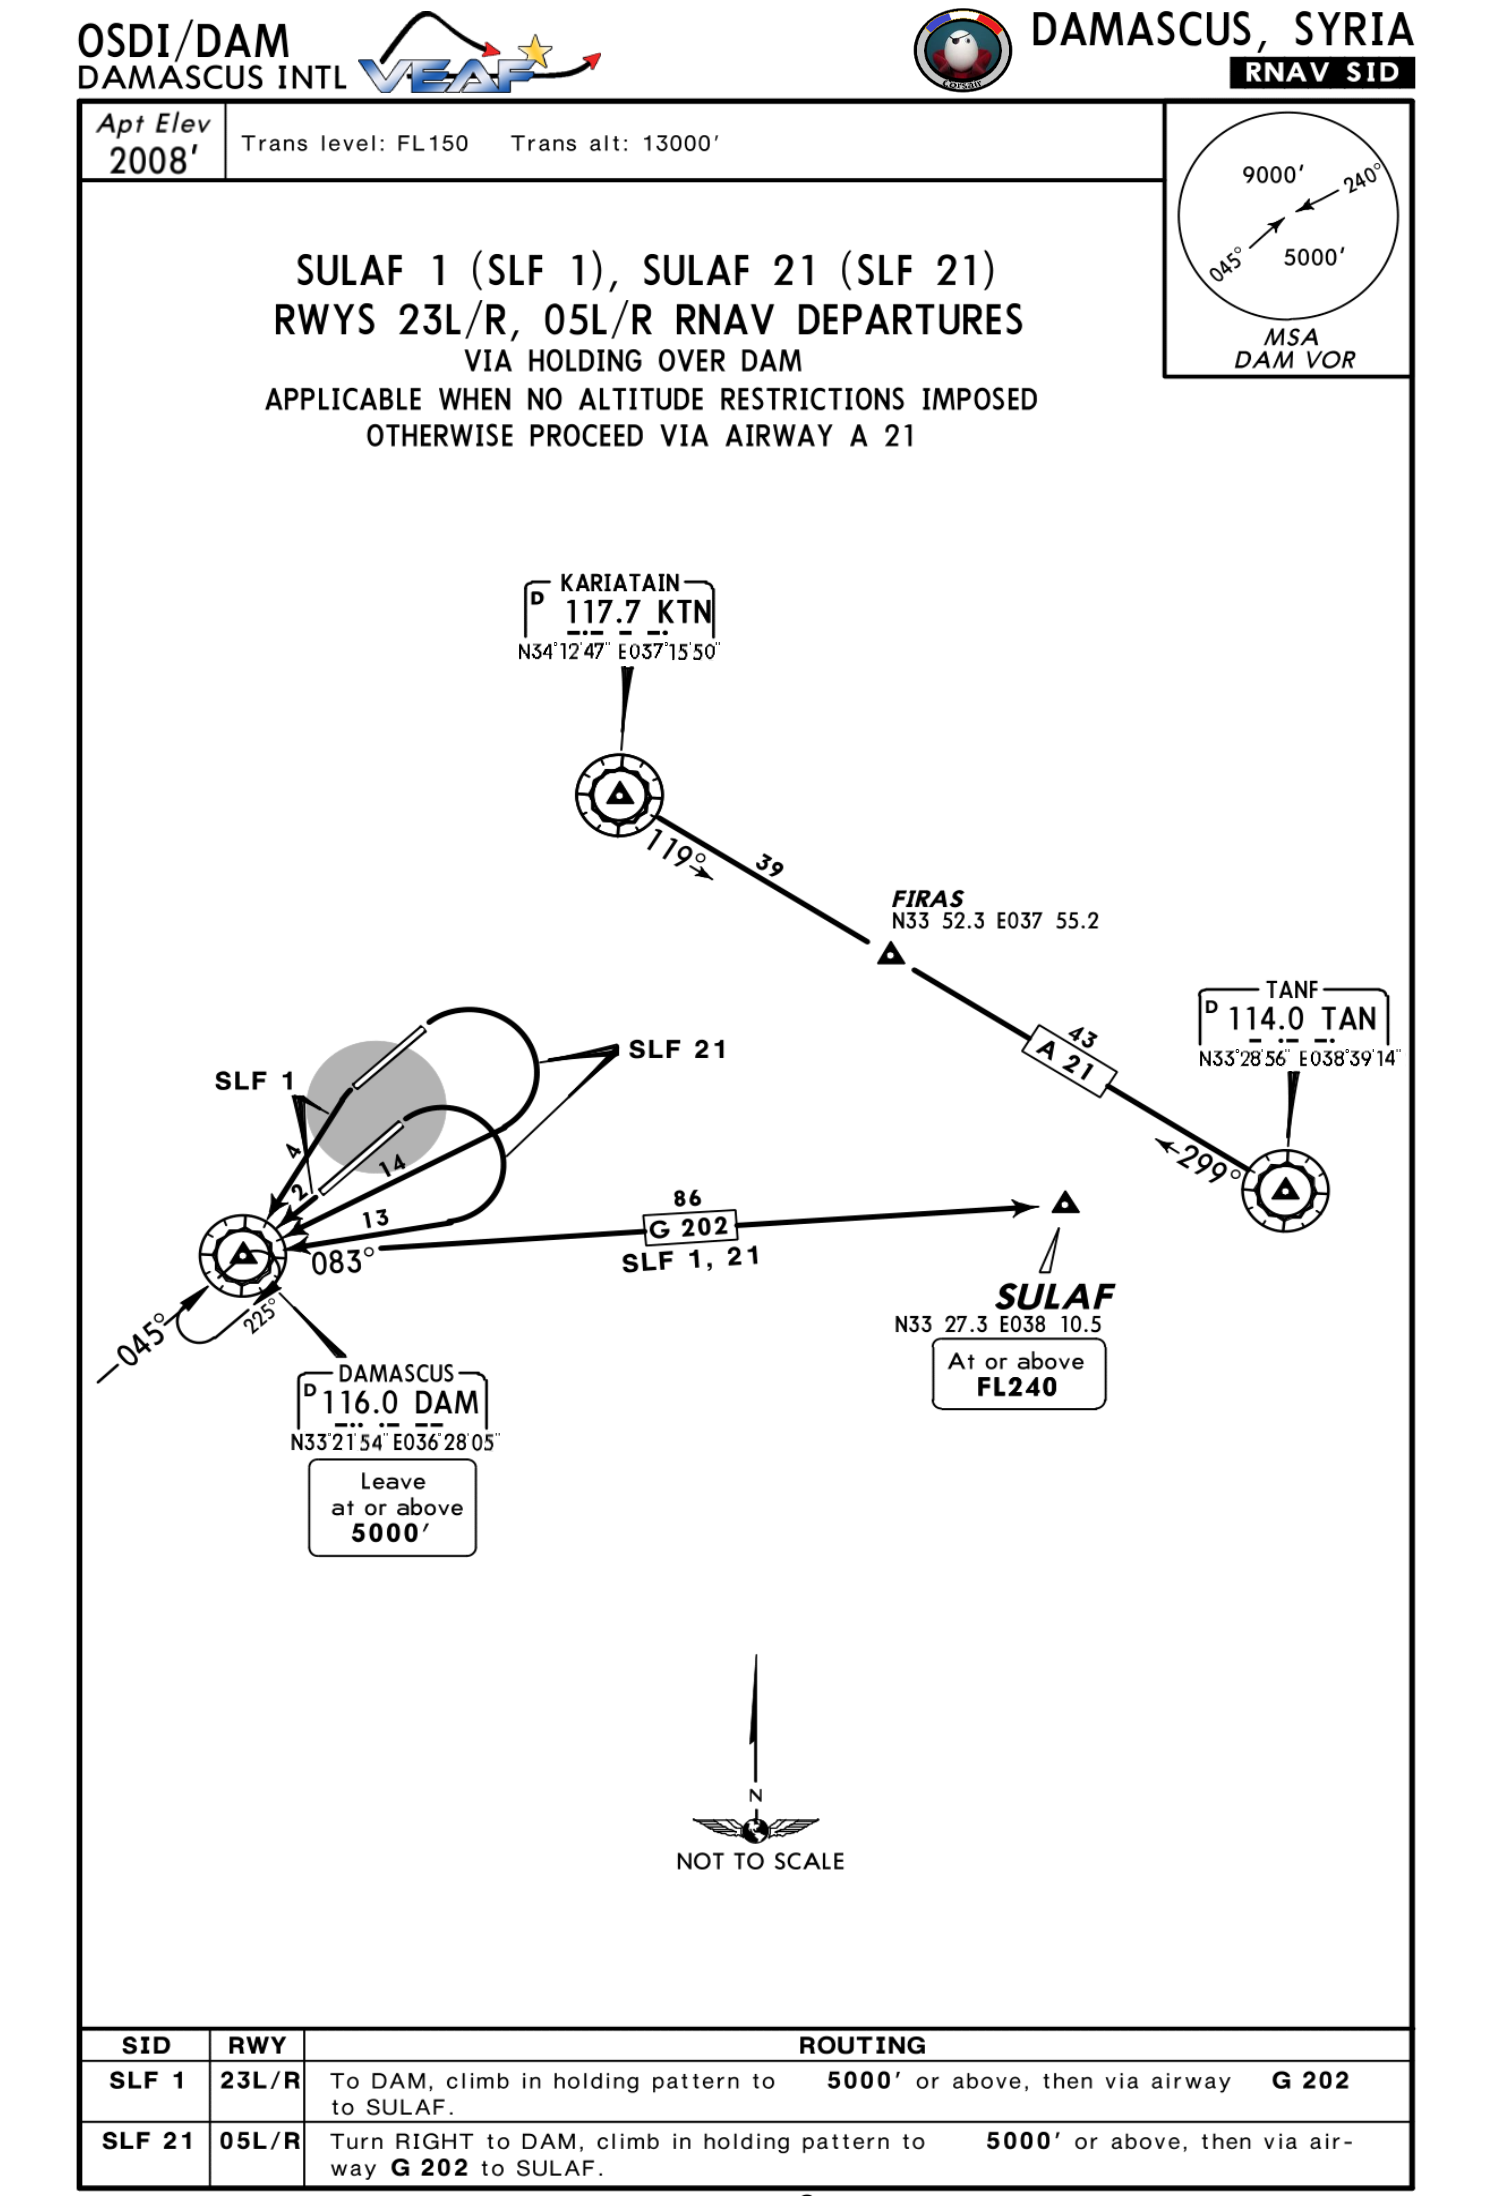 OSDI/DAM
DAMASCUS INTL
VEAF
Corsair
DAMASCUS, SYRIA
RNAV SID
Apt Elev
2008'
Trans level: FL150 Trans alt: 13000'
9000'
240°
045°
5000'
MSA
DAM VOR
SULAF 1 (SLF 1), SULAF 21 (SLF 21)
RWYS 23L/R, 05L/R RNAV DEPARTURES
VIA HOLDING OVER DAM
APPLICABLE WHEN NO ALTITUDE RESTRICTIONS IMPOSED
OTHERWISE PROCEED VIA AIRWAY A 21
KARIATAIN
D 117.7 KTN
N34°12'47" E037°15'50"
119°
39
FIRAS
N33 52.3 E037 55.2
TANF
D 114.0 TAN
N33°28'56" E038°39'14"
43
A 21
299°
SLF 21
SLF 1
4
2
14
13
083°
86
G 202
SLF 1, 21
SULAF
N33 27.3 E038 10.5
At or above
FL240
045°
225°
DAMASCUS
D 116.0 DAM
N33°21'54" E036°28'05"
Leave
at or above
5000'
N
NOT TO SCALE
SID RWY ROUTING
SLF 1 23L/R To DAM, climb in holding pattern to 5000' or above, then via airway G 202
to SULAF.
SLF 21 05L/R Turn RIGHT to DAM, climb in holding pattern to 5000' or above, then via air-
way G 202 to SULAF.